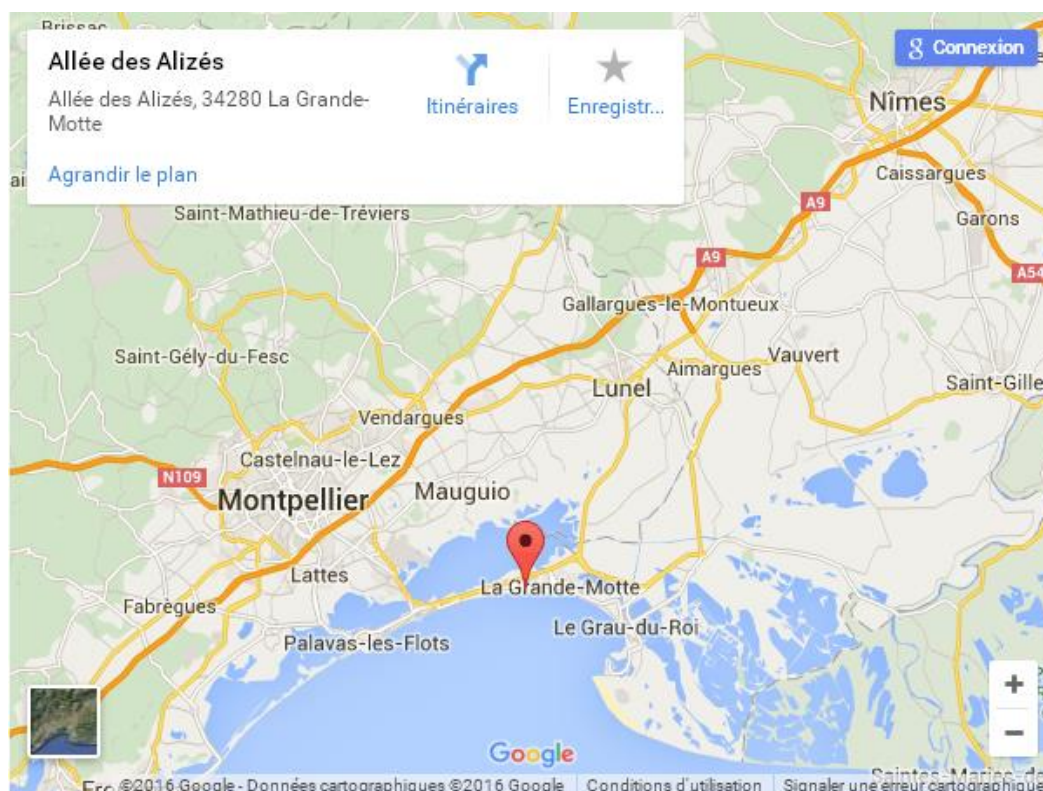 Brissac
Allée des Alizés
Allée des Alizés, 34280 La Grande-
Motte
Agrandir le plan
Itinéraires
Enregistr...
g Connexion
Nîmes
Caissargues
Garons
A9
A54
A9
Saint-Mathieu-de-Tréviers
Gallargues-le-Montueux
Saint-Gély-du-Fesc
Vauvert
Aimargues
Lunel
Saint-Gille
Vendargues
Castelnau-le-Lez
N109
Mauguio
Montpellier
Lattes
La Grande-Motte
Fabrègues
Le Grau-du-Roi
Palavas-les-Flots
+
−
Google
Saintes-Maries-de
©2016 Google - Données cartographiques ©2016 Google
Conditions d'utilisation
Signaler une erreur cartographique